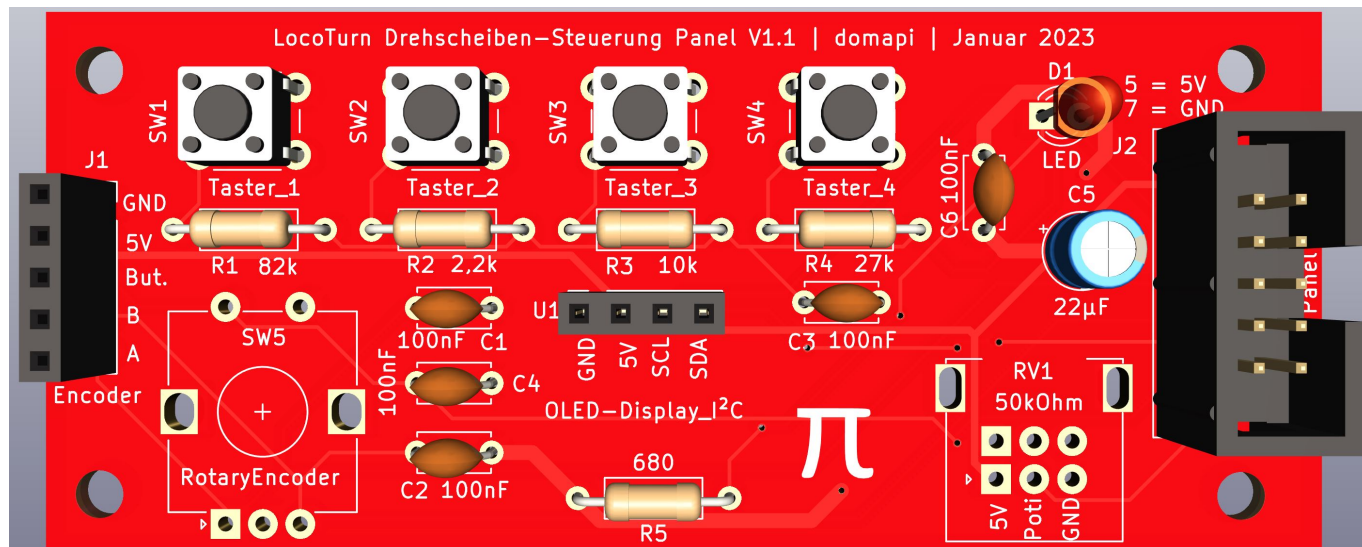 LocoTurn Drehscheiben-Steuerung Panel V1.1 | domapi | Januar 2023
SW1
SW2
SW3
SW4
D1
5 = 5V
7 = GND
LED
J2
J1
Taster_1
Taster_2
Taster_3
Taster_4
C6 100nF
C5
+
22µF
Panel
GND
5V
But.
B
A
Encoder
R1 82k
R2 2,2k
R3 10k
R4 27k
SW5
RotaryEncoder
100nF C1
100nF
C4
C2 100nF
U1
GND
5V
SCL
SDA
OLED-Display_I²C
C3 100nF
π
680
R5
RV1
50kOhm
5V
Poti
GND